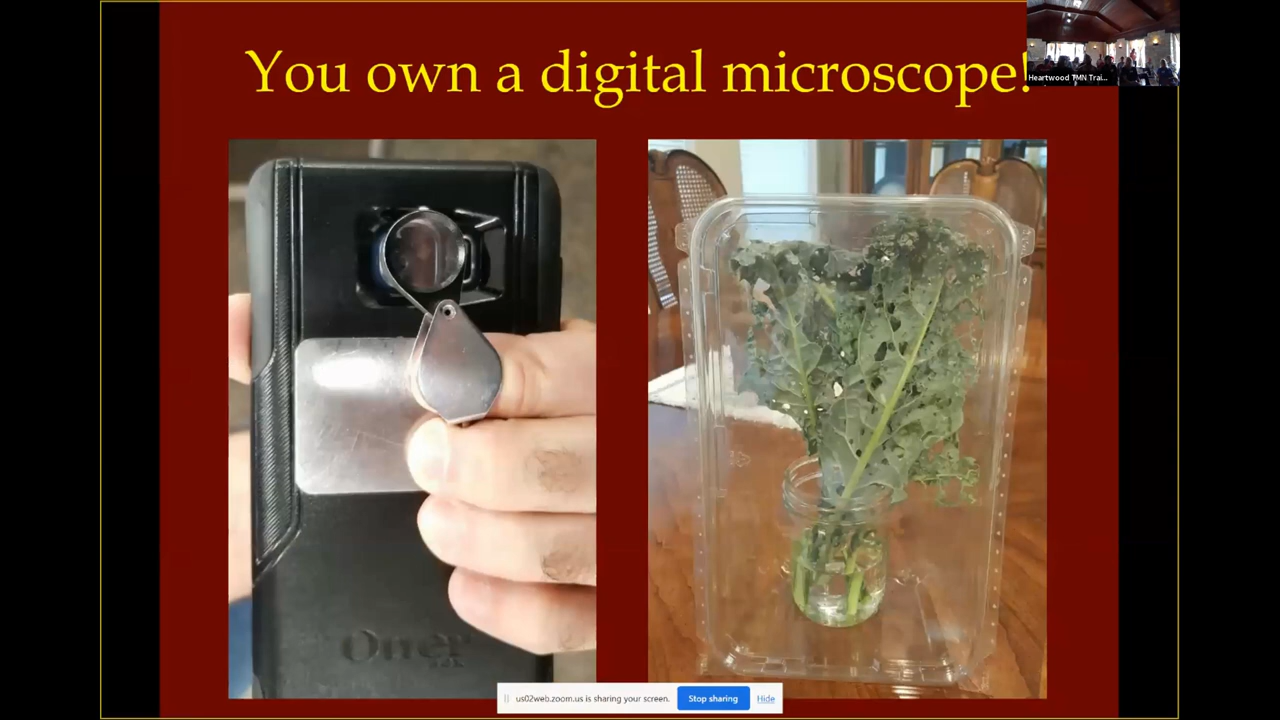 You own a digital microscope!
Heartwood TMN Trai...
Otter
us02web.zoom.us is sharing your screen.
Stop sharing
Hide